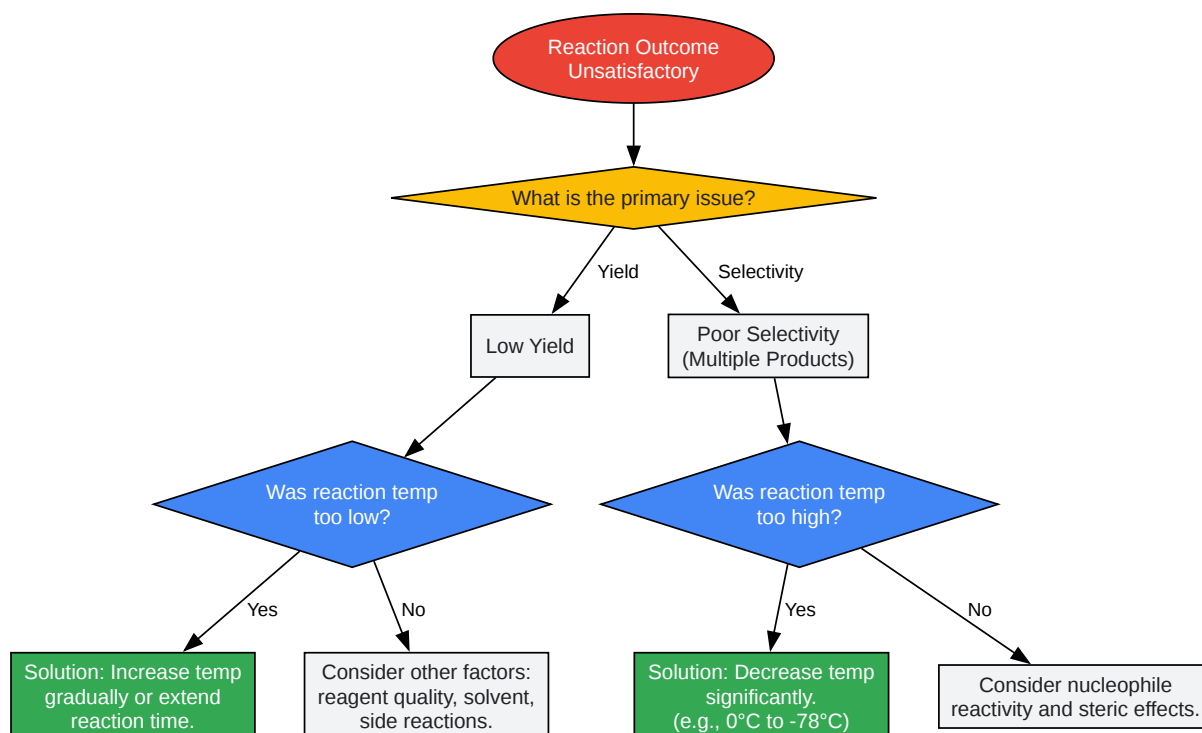 Reaction Outcome
Unsatisfactory
What is the primary issue?
Yield
Selectivity
Low Yield
Poor Selectivity
(Multiple Products)
Was reaction temp
too low?
Was reaction temp
too high?
Yes
No
Yes
No
Solution: Increase temp
gradually or extend
reaction time.
Consider other factors:
reagent quality, solvent,
side reactions.
Solution: Decrease temp
significantly.
(e.g., 0°C to -78°C)
Consider nucleophile
reactivity and steric effects.